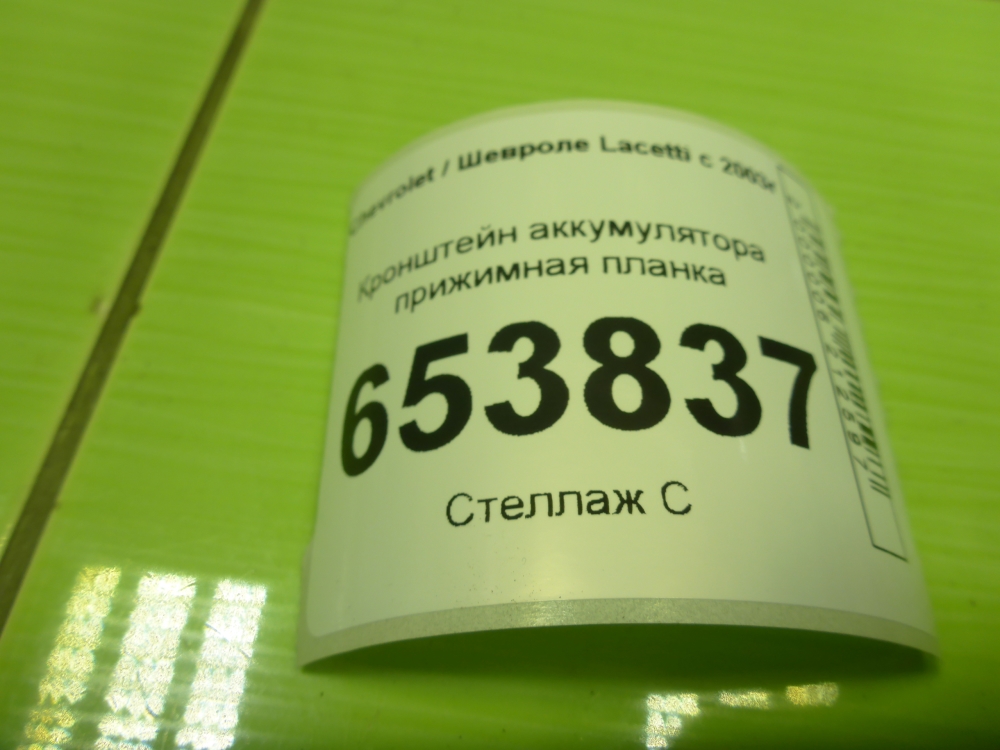 Chevrolet / Шевроле Lacetti с 2003г
Кронштейн аккумулятора
прижимная планка
653837
Стеллаж С